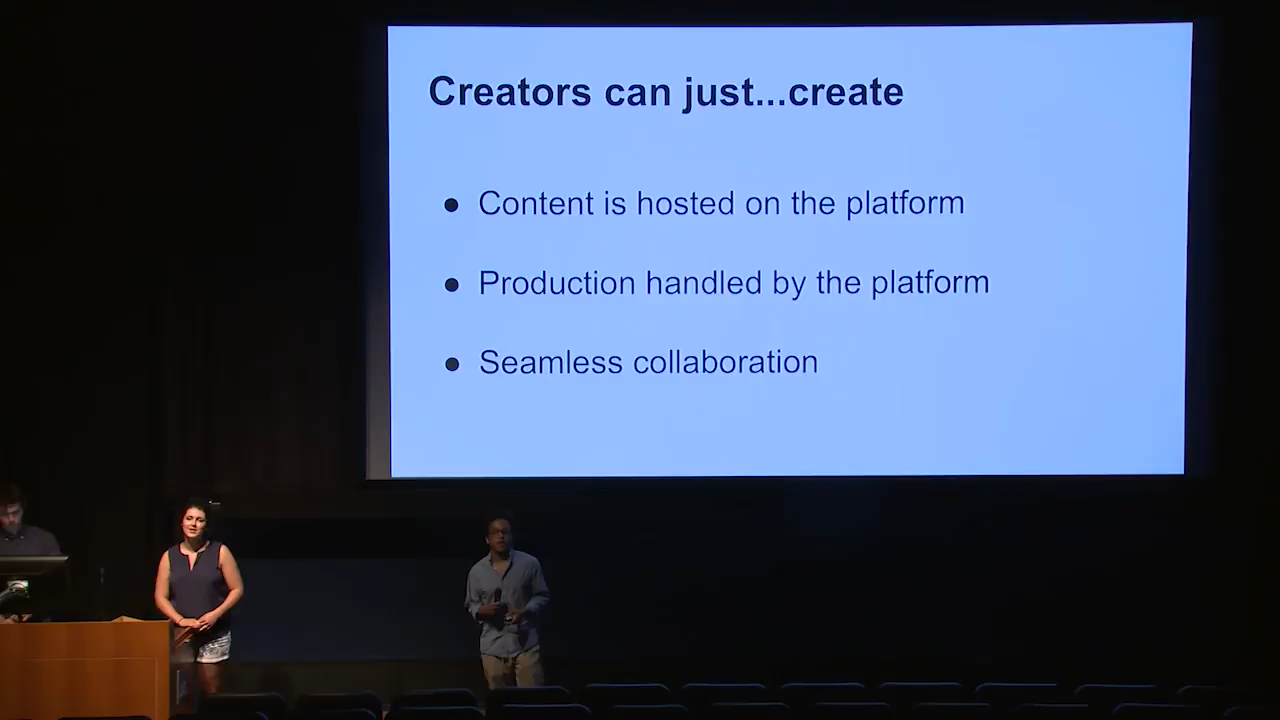 Creators can just...create
● Content is hosted on the platform
● Production handled by the platform
● Seamless collaboration